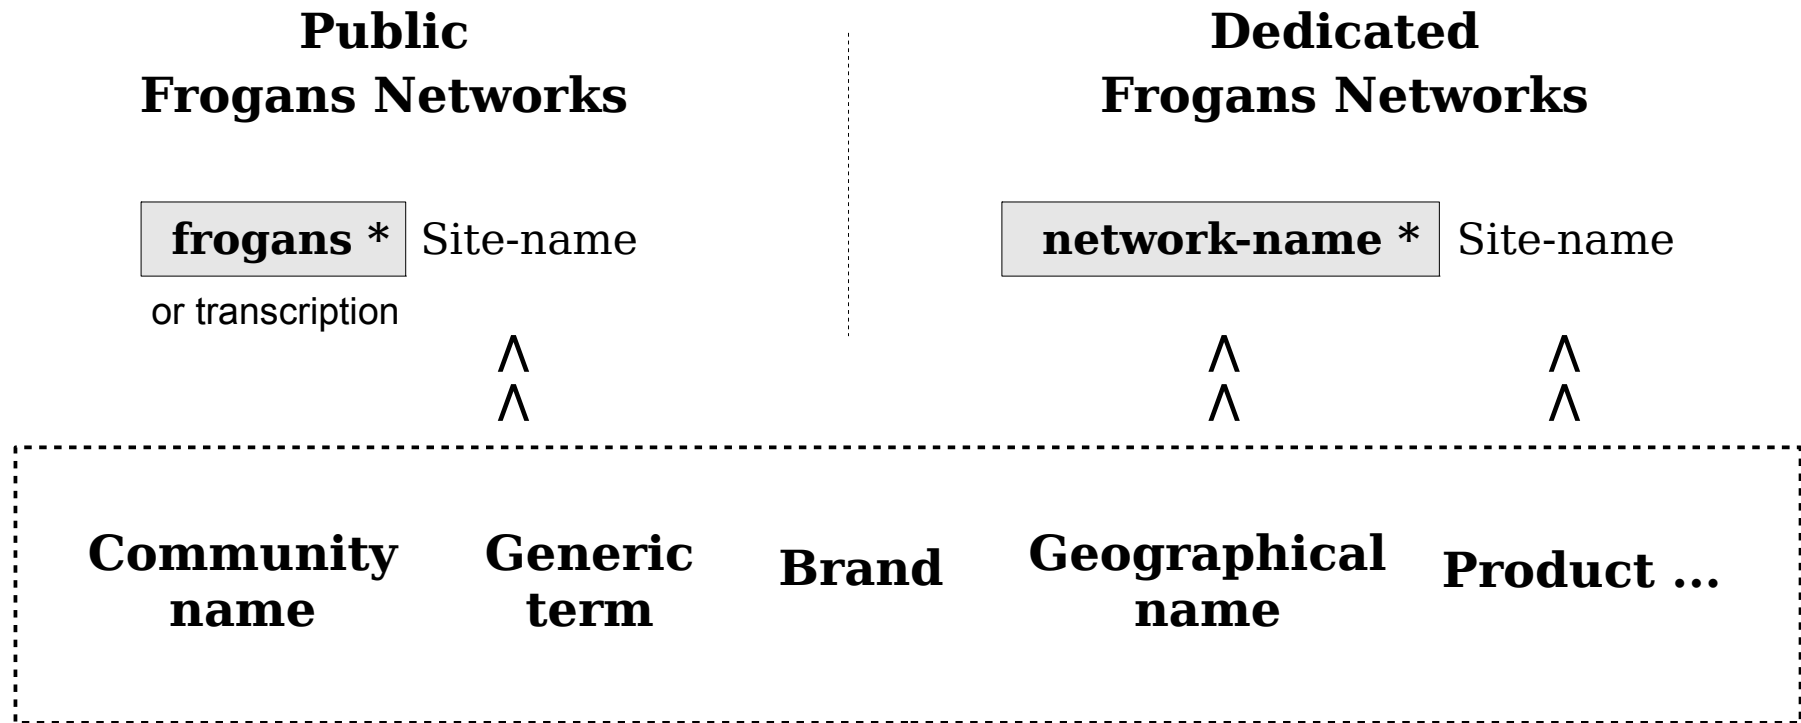 Public
Frogans Networks
Dedicated
Frogans Networks
frogans * Site-name
or transcription
network-name * Site-name
Community
name
Generic
term
Brand
Geographical
name
Product ...